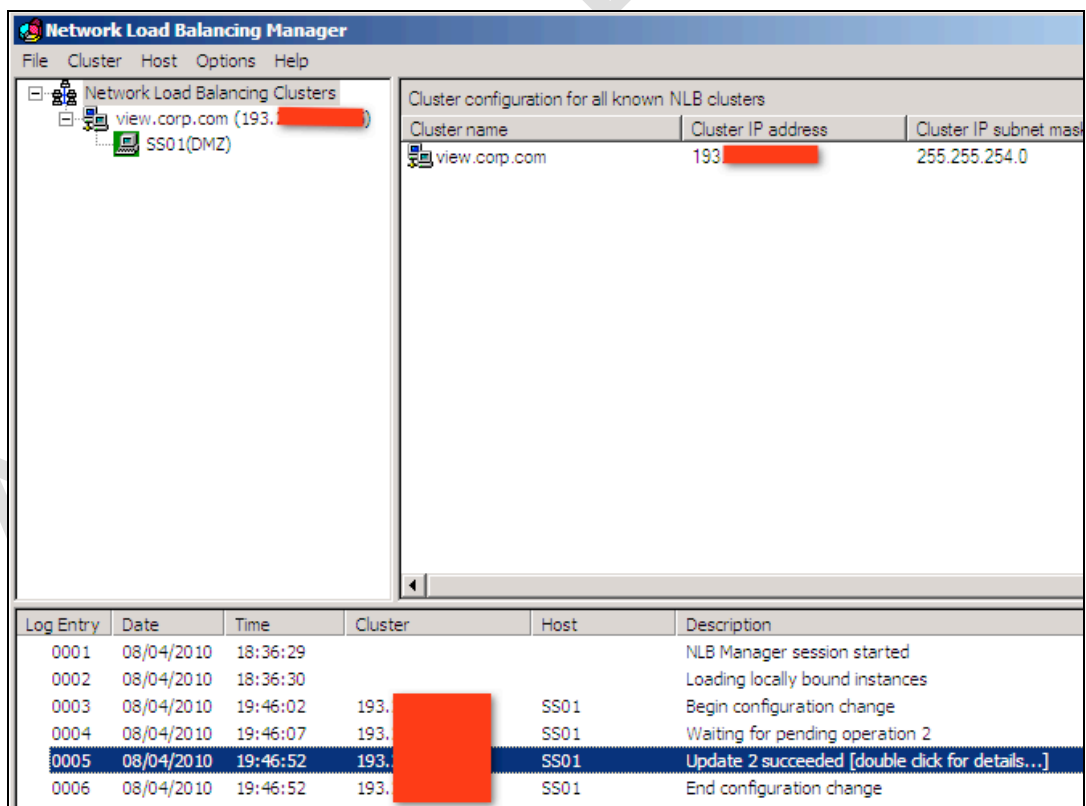 Network Load Balancing Manager
File Cluster Host Options Help
Network Load Balancing Clusters
view.corp.com (193.
SS01(DMZ)
Cluster configuration for all known NLB clusters
Cluster name Cluster IP address Cluster IP subnet mask
view.corp.com 193. 255.255.254.0
Log Entry Date Time Cluster Host Description
0001 08/04/2010 18:36:29 NLB Manager session started
0002 08/04/2010 18:36:30 Loading locally bound instances
0003 08/04/2010 19:46:02 193. SS01 Begin configuration change
0004 08/04/2010 19:46:07 193. SS01 Waiting for pending operation 2
0005 08/04/2010 19:46:52 193. SS01 Update 2 succeeded [double click for details...]
0006 08/04/2010 19:46:52 193. SS01 End configuration change